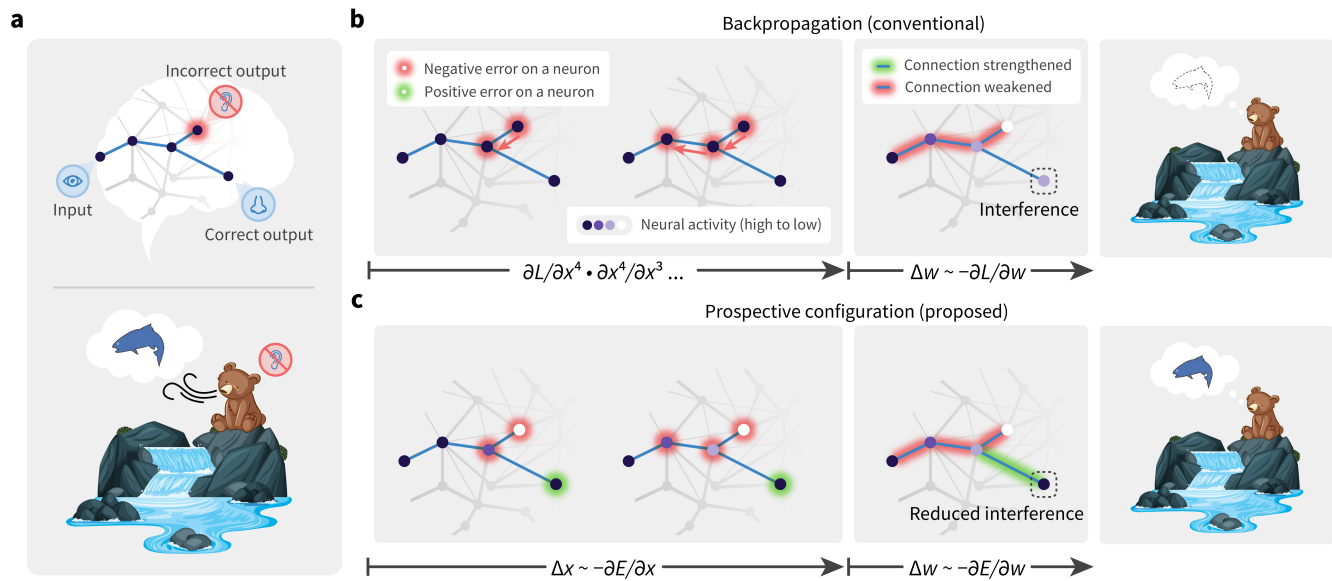 a
Incorrect output
Input
Correct output
b
Backpropagation (conventional)
Negative error on a neuron
Positive error on a neuron
Connection strengthened
Connection weakened
Neural activity (high to low)
Interference
∂L/∂x⁴ • ∂x⁴/∂x³ ...
Δw ~ −∂L/∂w
c
Prospective configuration (proposed)
Reduced interference
Δx ~ −∂E/∂x
Δw ~ −∂E/∂w